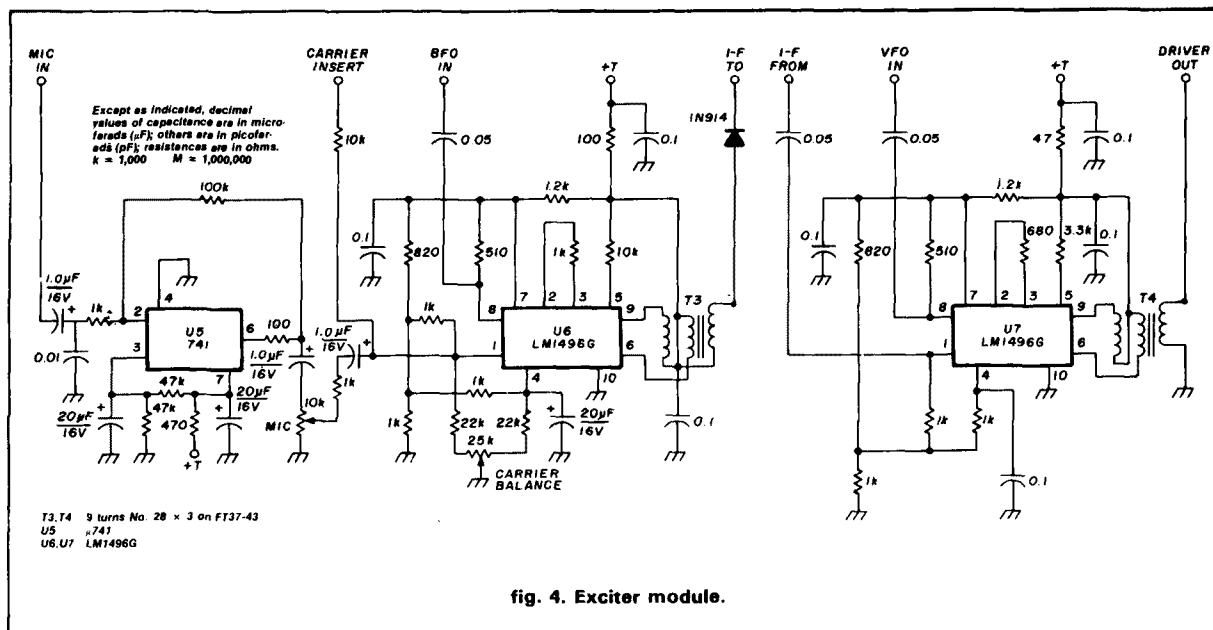 MIC IN
CARRIER INSERT
BFO IN
+T
I-F TO
I-F FROM
VFO IN
+T
DRIVER OUT
Except as indicated, decimal
values of capacitance are in micro-
farads (µF); others are in picofar-
ads (pF); resistances are in ohms.
k = 1,000 M = 1,000,000
10k
0.05
100
0.1
1N914
0.05
0.05
47
0.1
100k
1.2k
1.2k
0.1
820
510
1k
10k
0.1
820
510
680
3.3k
0.1
1.0µF
16V
1k
4
2
U5
741
6
3
7
100
1.0µF
16V
0.01
47k
47k
470
+T
20µF
16V
20µF
16V
10k
MIC
1.0µF
16V
1k
1k
8
7
2
3
5
9
U6
LM1496G
1
6
4
10
T3
1k
1k
22k
22k
25k
CARRIER
BALANCE
20µF
16V
0.1
8
7
2
3
5
9
U7
LM1496G
1
6
4
10
T4
1k
1k
1k
0.1
T3,T4 9 turns No. 28 × 3 on FT37-43
U5 µ741
U6,U7 LM1496G
fig. 4. Exciter module.